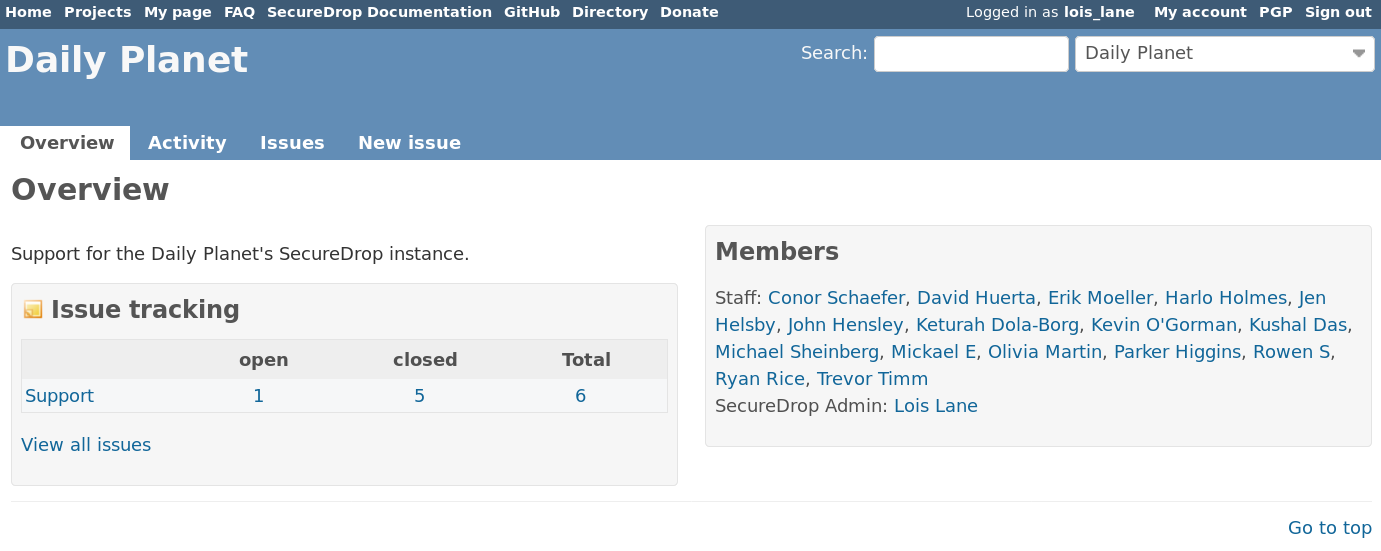 Home Projects My page FAQ SecureDrop Documentation GitHub Directory Donate Logged in as lois_lane My account PGP Sign out
Daily Planet
Search: Daily Planet
Overview Activity Issues New issue
Overview
Support for the Daily Planet's SecureDrop instance.
Issue tracking
open closed Total
Support 1 5 6
View all issues
Members
Staff: Conor Schaefer, David Huerta, Erik Moeller, Harlo Holmes, Jen
Helsby, John Hensley, Keturah Dola-Borg, Kevin O'Gorman, Kushal Das,
Michael Sheinberg, Mickael E, Olivia Martin, Parker Higgins, Rowen S,
Ryan Rice, Trevor Timm
SecureDrop Admin: Lois Lane
Go to top